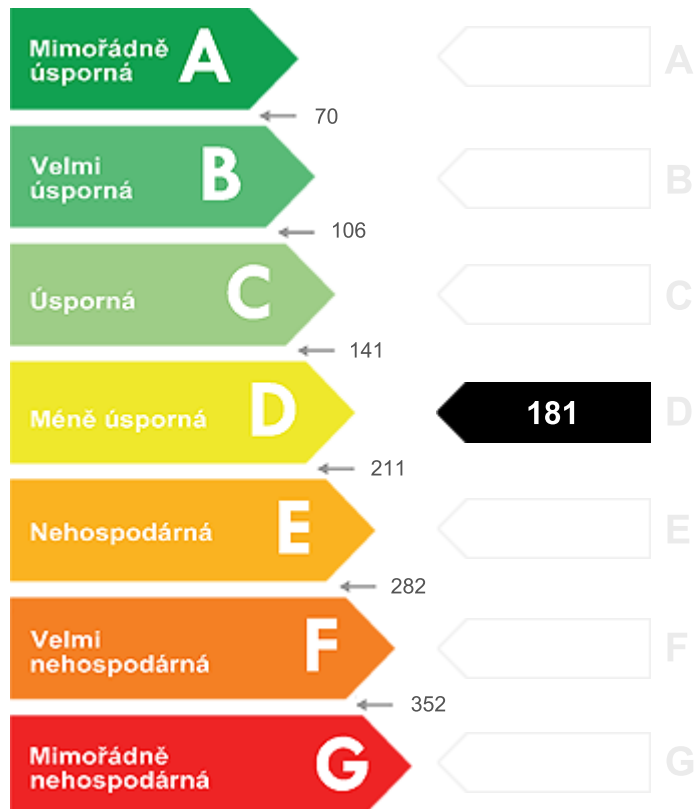 Mimořádně
úsporná
A
A
70
Velmi
úsporná
B
B
106
Úsporná
C
C
141
Méně úsporná
D
181
D
211
Nehospodárná
E
E
282
Velmi
nehospodárná
F
F
352
Mimořádně
nehospodárná
G
G